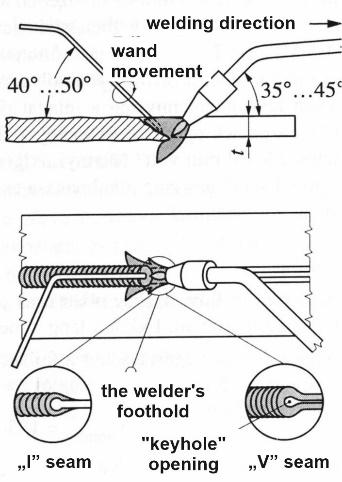 welding direction
wand
movement
40°...50°
35°...45°
t
the welder's
foothold
"keyhole"
opening
„I” seam
„V” seam